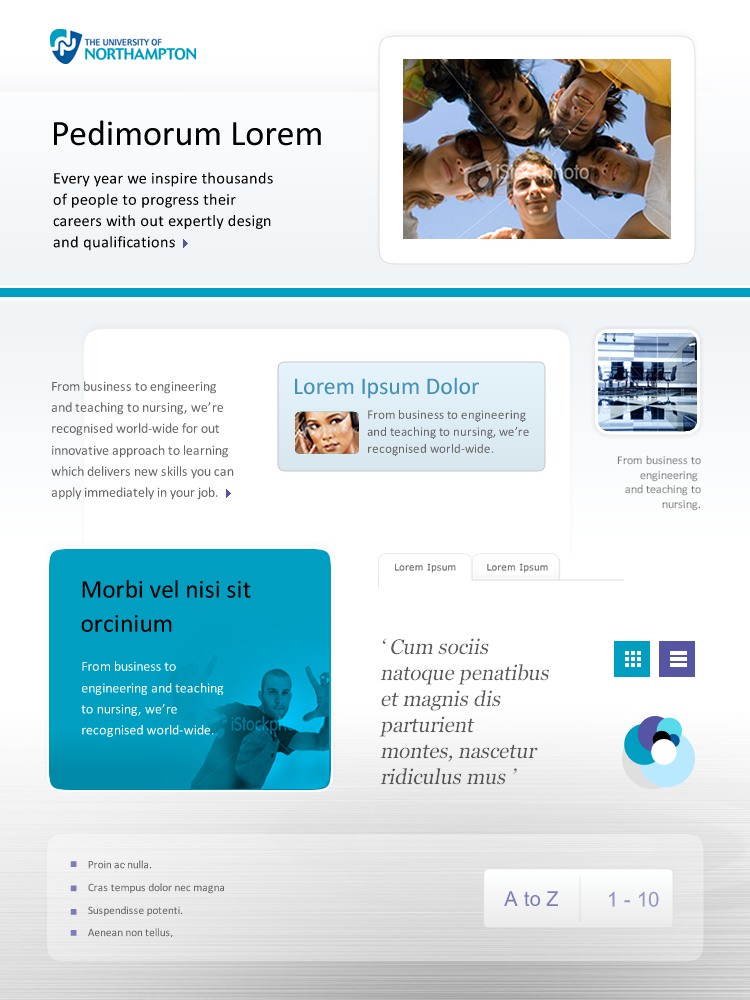 THE UNIVERSITY OF
NORTHAMPTON
Pedimorum Lorem
Every year we inspire thousands
of people to progress their
careers with out expertly design
and qualifications
iStockphoto
From business to engineering
and teaching to nursing, we're
recognised world-wide for out
innovative approach to learning
which delivers new skills you can
apply immediately in your job.
Lorem Ipsum Dolor
From business to engineering
and teaching to nursing, we're
recognised world-wide.
From business to
engineering
and teaching to
nursing.
Morbi vel nisi sit
orcinium
From business to
engineering and teaching
to nursing, we're
recognised world-wide.
iStockpho
Lorem Ipsum
Lorem Ipsum
‘ Cum sociis
natoque penatibus
et magnis dis
parturient
montes, nascetur
ridiculus mus ’
Proin ac nulla.
Cras tempus dolor nec magna
Suspendisse potenti.
Aenean non tellus,
A to Z
1 - 10